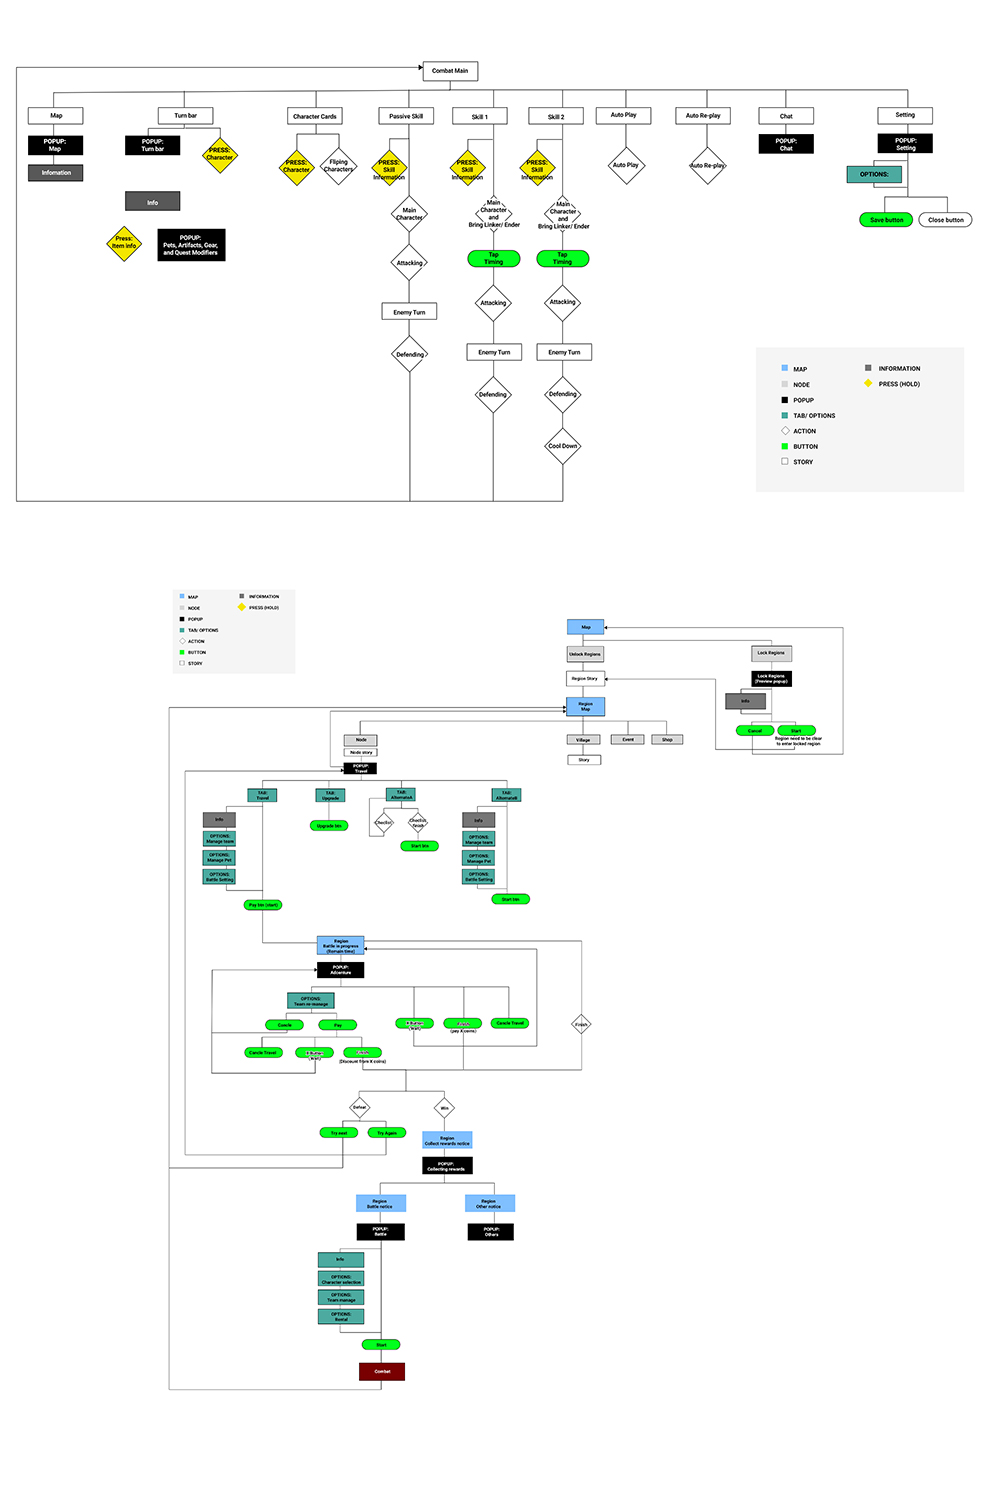 Combat Main
Map
Turn bar
Character Cards
Passive Skill
Skill 1
Skill 2
Auto Play
Auto Re-play
Chat
Setting
POPUP:
Map
Infomation
POPUP:
Turn bar
PRESS:
Character
PRESS:
Character
Fliping
Characters
PRESS:
Skill
Information
PRESS:
Skill
Information
PRESS:
Skill
Information
Auto Play
Auto Re-play
POPUP:
Chat
POPUP:
Setting
OPTIONS:
Save button
Close button
Info
Press:
Item info
POPUP:
Pets, Artifacts, Gear,
and Quest Modifiers
Main
Character
Attacking
Enemy Turn
Defending
Main
Character
and
Bring Linker/ Ender
Tap
Timing
Attacking
Enemy Turn
Defending
Main
Character
and
Bring Linker/ Ender
Tap
Timing
Attacking
Enemy Turn
Defending
Cool Down
MAP
NODE
POPUP
TAB/ OPTIONS
ACTION
BUTTON
STORY
INFORMATION
PRESS (HOLD)
MAP
NODE
POPUP
TAB/ OPTIONS
ACTION
BUTTON
STORY
INFORMATION
PRESS (HOLD)
Map
Unlock Regions
Region Story
Region
Map
Lock Regions
Lock Regions
(Preview popup)
Info
Cancel
Start
Region need to be clear
to enter locked region
Node
Node story
POPUP:
Travel
Village
Story
Event
Shop
TAB:
Travel
TAB:
Upgrade
TAB:
AlternateA
TAB:
AlternateB
Info
OPTIONS:
Manage team
OPTIONS:
Manage Pet
OPTIONS:
Battle Setting
Pay btn (start)
Upgrade btn
Checlist
Checlist
finish
Start btn
Info
OPTIONS:
Manage team
OPTIONS:
Manage Pet
OPTIONS:
Battle Setting
Start btn
Region
Battle in progress
(Remain time)
POPUP:
Adventure
OPTIONS:
Team re-manage
Cancle
Pay
Cancle Travel
X Button
(Wait)
Finish
(Discount from X coins)
X Button
(Wait)
Finish
(pay X coins)
Cancle Travel
Finish
Defeat
Win
Try Again
Region
Collect rewards notice
POPUP:
Collecting rewards
Region
Battle notice
Region
Other notice
POPUP:
Battle
POPUP:
Others
Info
OPTIONS:
Character selection
OPTIONS:
Team manage
OPTIONS:
Rental
Start
Combat